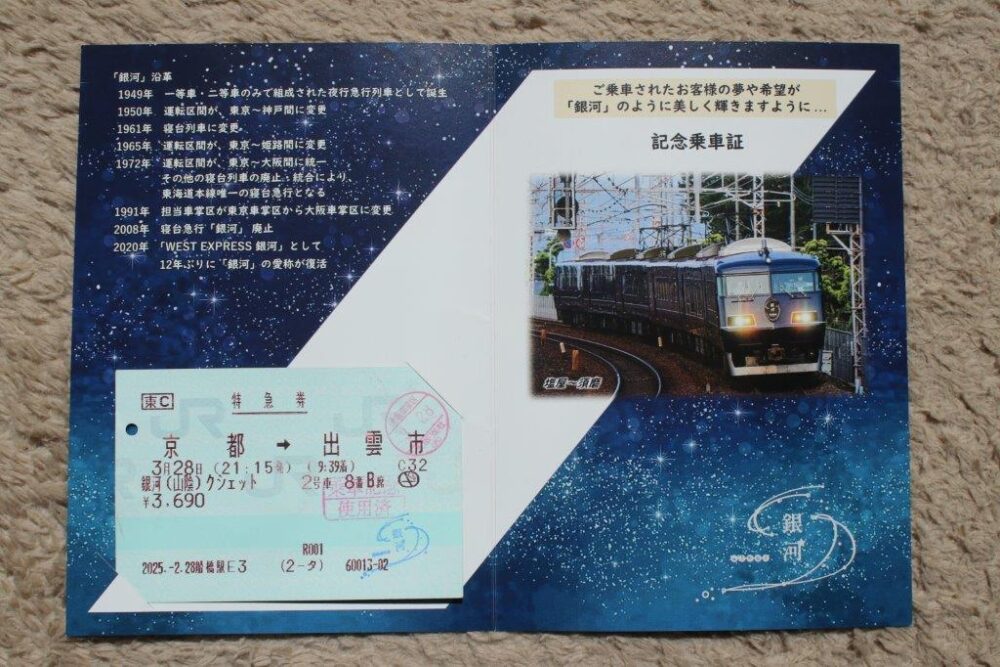 「銀河」沿革
1949年 一等車・二等車のみで組成された夜行急行列車として誕生
1950年 運転区間が、東京～神戸間に変更
1961年 寝台列車に変更
1965年 運転区間が、東京～姫路間に変更
1972年 運転区間が、東京～大阪間に統一
その他の寝台列車の廃止・統合により、
東海道本線唯一の寝台急行となる
1991年 担当車掌区が東京車掌区から大阪車掌区に変更
2008年 寝台急行「銀河」廃止
2020年 「WEST EXPRESS 銀河」として
12年ぶりに「銀河」の愛称が復活
東C 特急券
京都 → 出雲市
3月28日 (21:15発) (9:39着) C32
銀河(山陰)クシェット 2号車 8番B席
¥3,690
使用済
銀河
R001
2025.-2.28船橋駅E3 (2-タ) 60013-02
ご乗車されたお客様の夢や希望が
「銀河」のように美しく輝きますように...
記念乗車証
塩屋～須磨
銀河